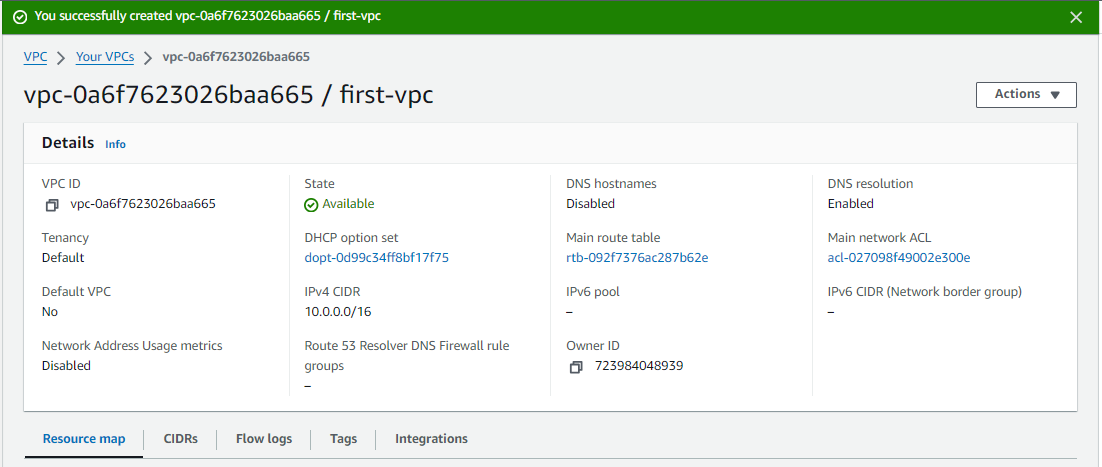 You successfully created vpc-0a6f7623026baa665 / first-vpc
VPC > Your VPCs > vpc-0a6f7623026baa665
vpc-0a6f7623026baa665 / first-vpc
Actions
Details Info
VPC ID
vpc-0a6f7623026baa665
State
Available
DNS hostnames
Disabled
DNS resolution
Enabled
Tenancy
Default
DHCP option set
dopt-0d99c34ff8bf17f75
Main route table
rtb-092f7376ac287b62e
Main network ACL
acl-027098f49002e300e
Default VPC
No
IPv4 CIDR
10.0.0.0/16
IPv6 pool
–
IPv6 CIDR (Network border group)
–
Network Address Usage metrics
Disabled
Route 53 Resolver DNS Firewall rule
groups
–
Owner ID
723984048939
Resource map CIDRs Flow logs Tags Integrations